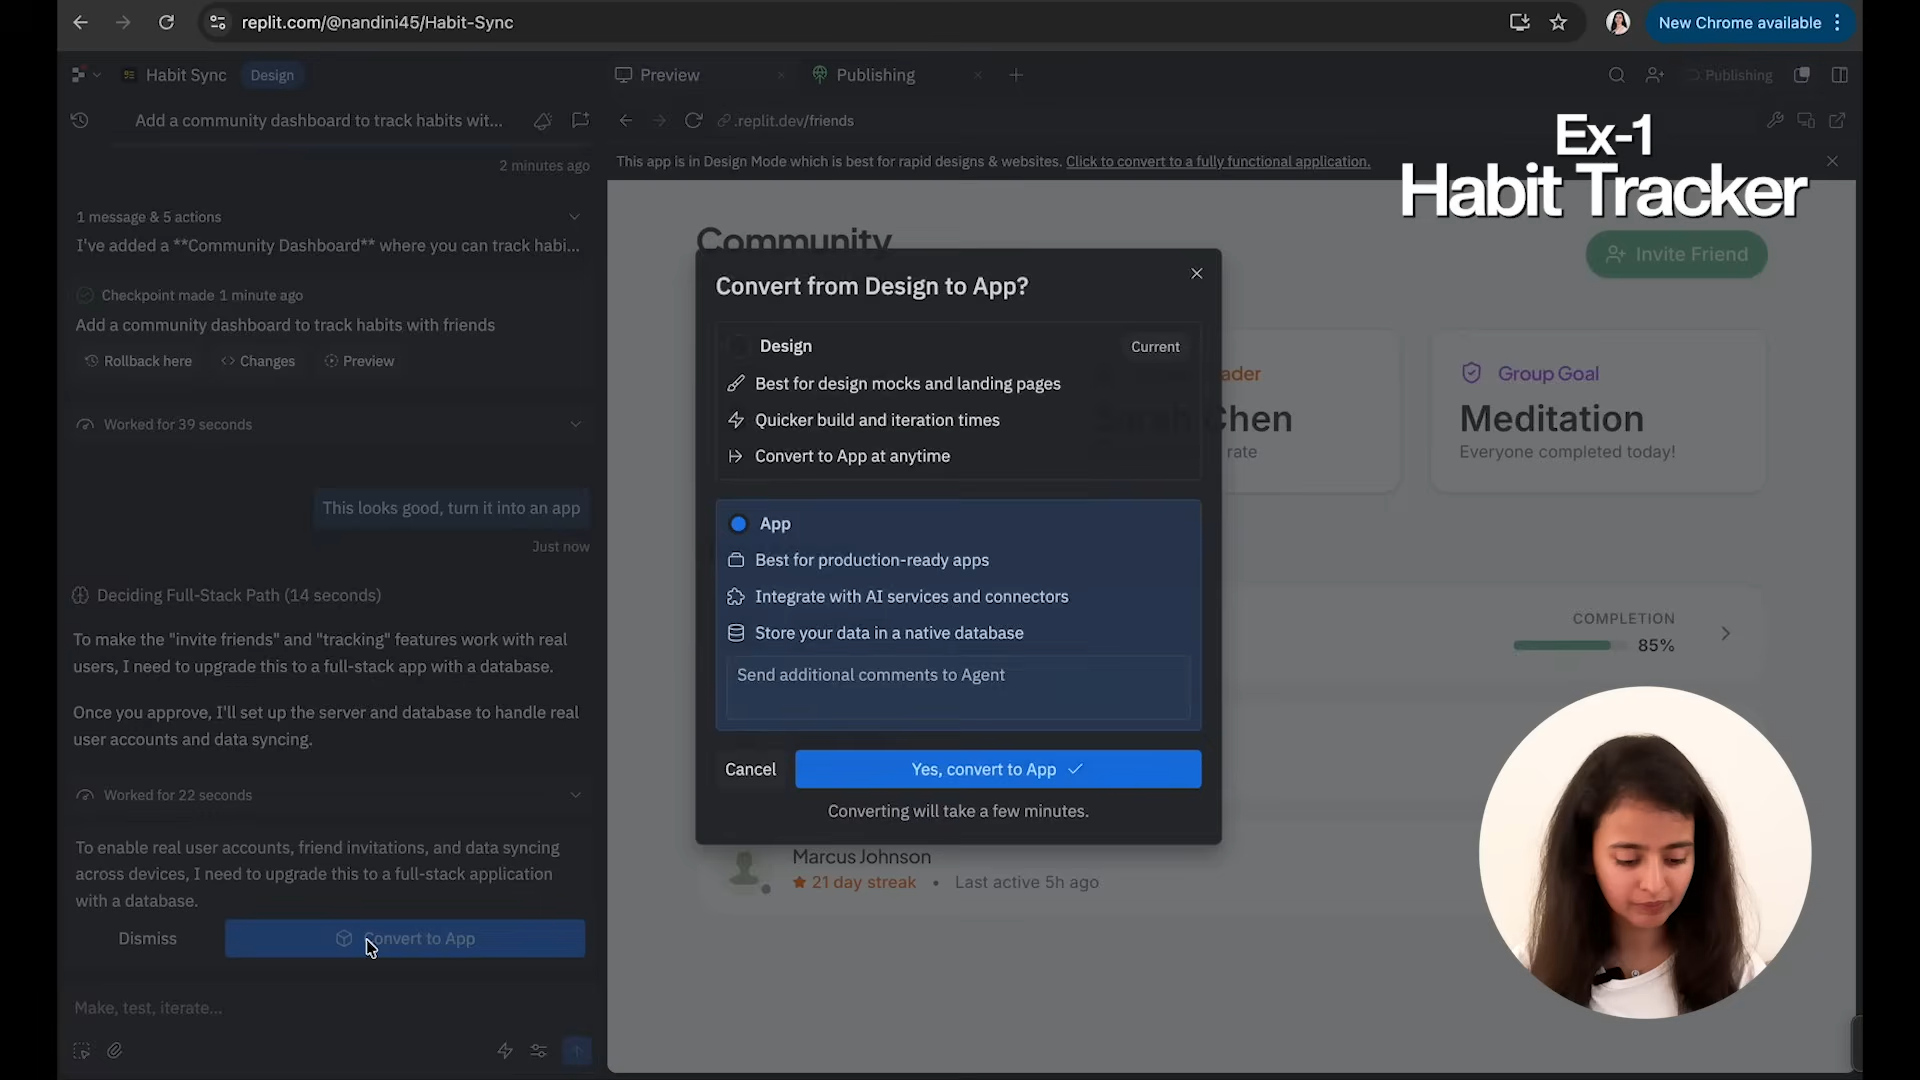 replit.com/@nandini45/Habit-Sync
New Chrome available
Habit Sync
Design
Preview
Publishing
Publishing
Add a community dashboard to track habits wit...
.replit.dev/friends
2 minutes ago
This app is in Design Mode which is best for rapid designs & websites. Click to convert to a fully functional application.
Ex-1
Habit Tracker
1 message & 5 actions
I've added a **Community Dashboard** where you can track habi...
Checkpoint made 1 minute ago
Add a community dashboard to track habits with friends
Rollback here
Changes
Preview
Worked for 39 seconds
This looks good, turn it into an app
Just now
Deciding Full-Stack Path (14 seconds)
To make the "invite friends" and "tracking" features work with real
users, I need to upgrade this to a full-stack app with a database.
Once you approve, I'll set up the server and database to handle real
user accounts and data syncing.
Worked for 22 seconds
To enable real user accounts, friend invitations, and data syncing
across devices, I need to upgrade this to a full-stack application
with a database.
Dismiss
Convert to App
Make, test, iterate...
Community
Invite Friend
Convert from Design to App?
Design
Current
Best for design mocks and landing pages
Quicker build and iteration times
Convert to App at anytime
App
Best for production-ready apps
Integrate with AI services and connectors
Store your data in a native database
Send additional comments to Agent
Cancel
Yes, convert to App
Converting will take a few minutes.
ader
Sarah Chen
rate
Group Goal
Meditation
Everyone completed today!
COMPLETION
85%
Marcus Johnson
21 day streak • Last active 5h ago